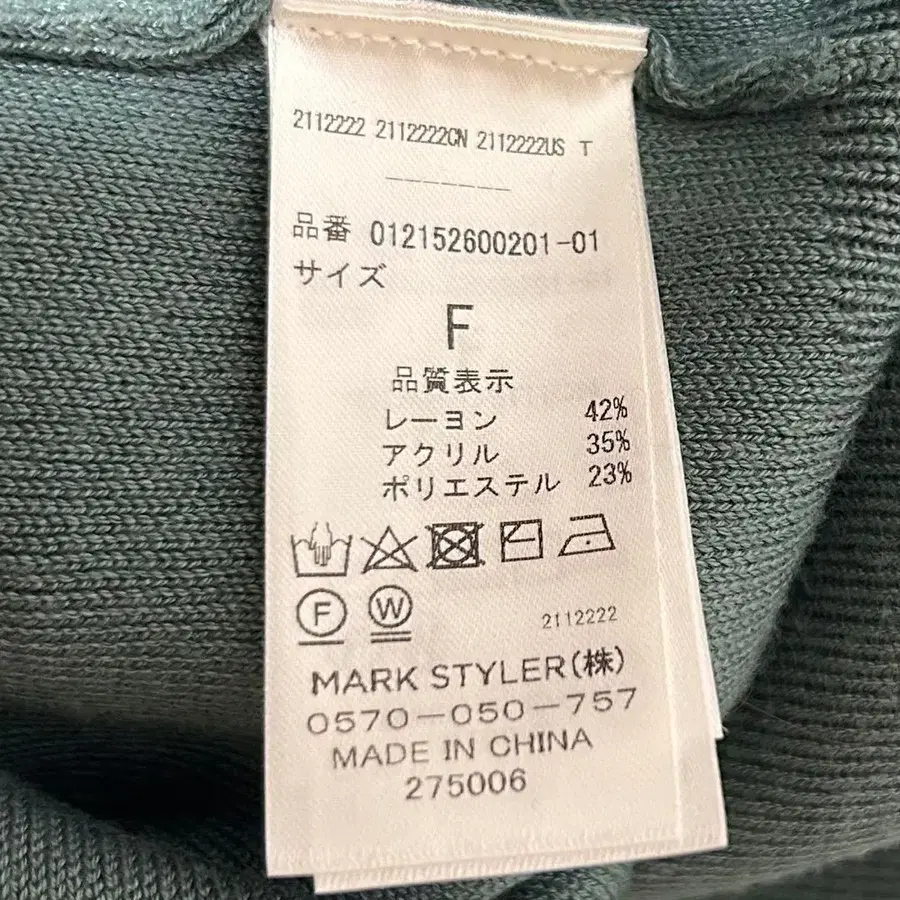 2112222 2112222CN 2112222US T
-------
品番 012152600201-01
サイズ
F
品質表示
レーヨン 42%
アクリル 35%
ポリエステル 23%
F W
2112222
MARK STYLER(株)
0570-050-757
MADE IN CHINA
275006